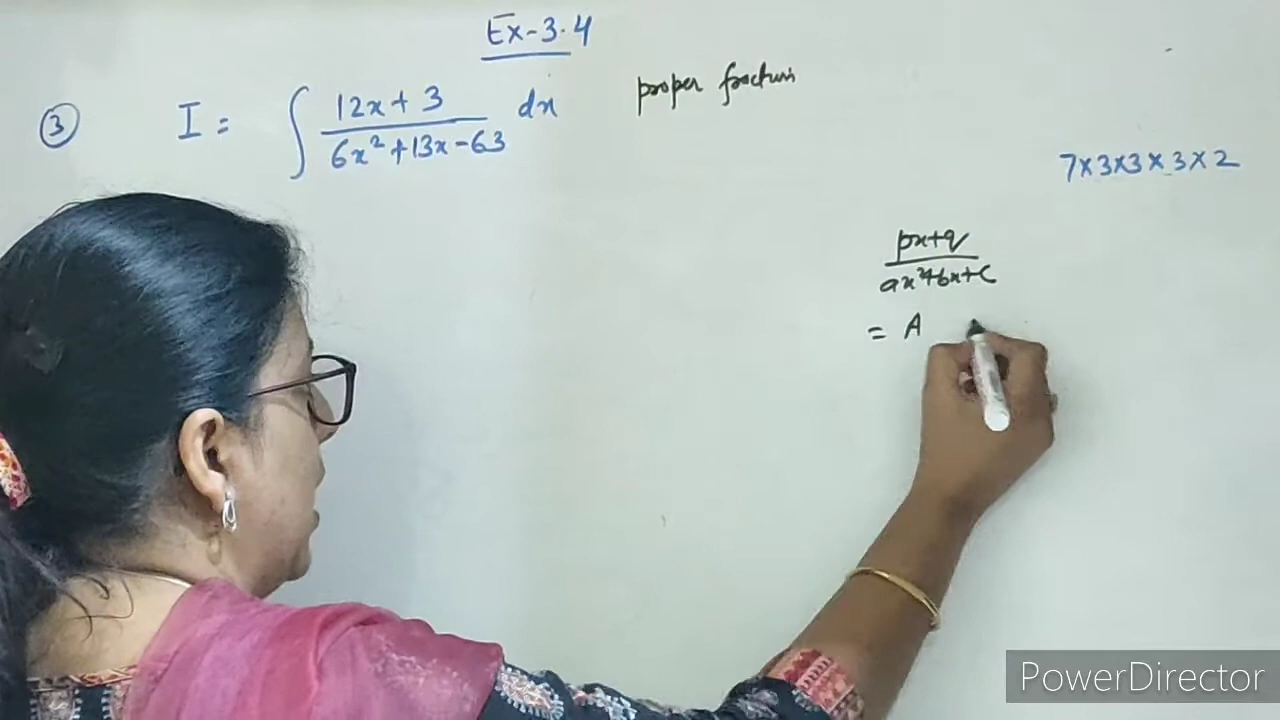 Ex-3.4
③ I = ∫ (12x + 3)/(6x² + 13x - 63) dx
proper fraction
7×3×3×3×2
px+q
ax²+bx+c
= A
PowerDirector